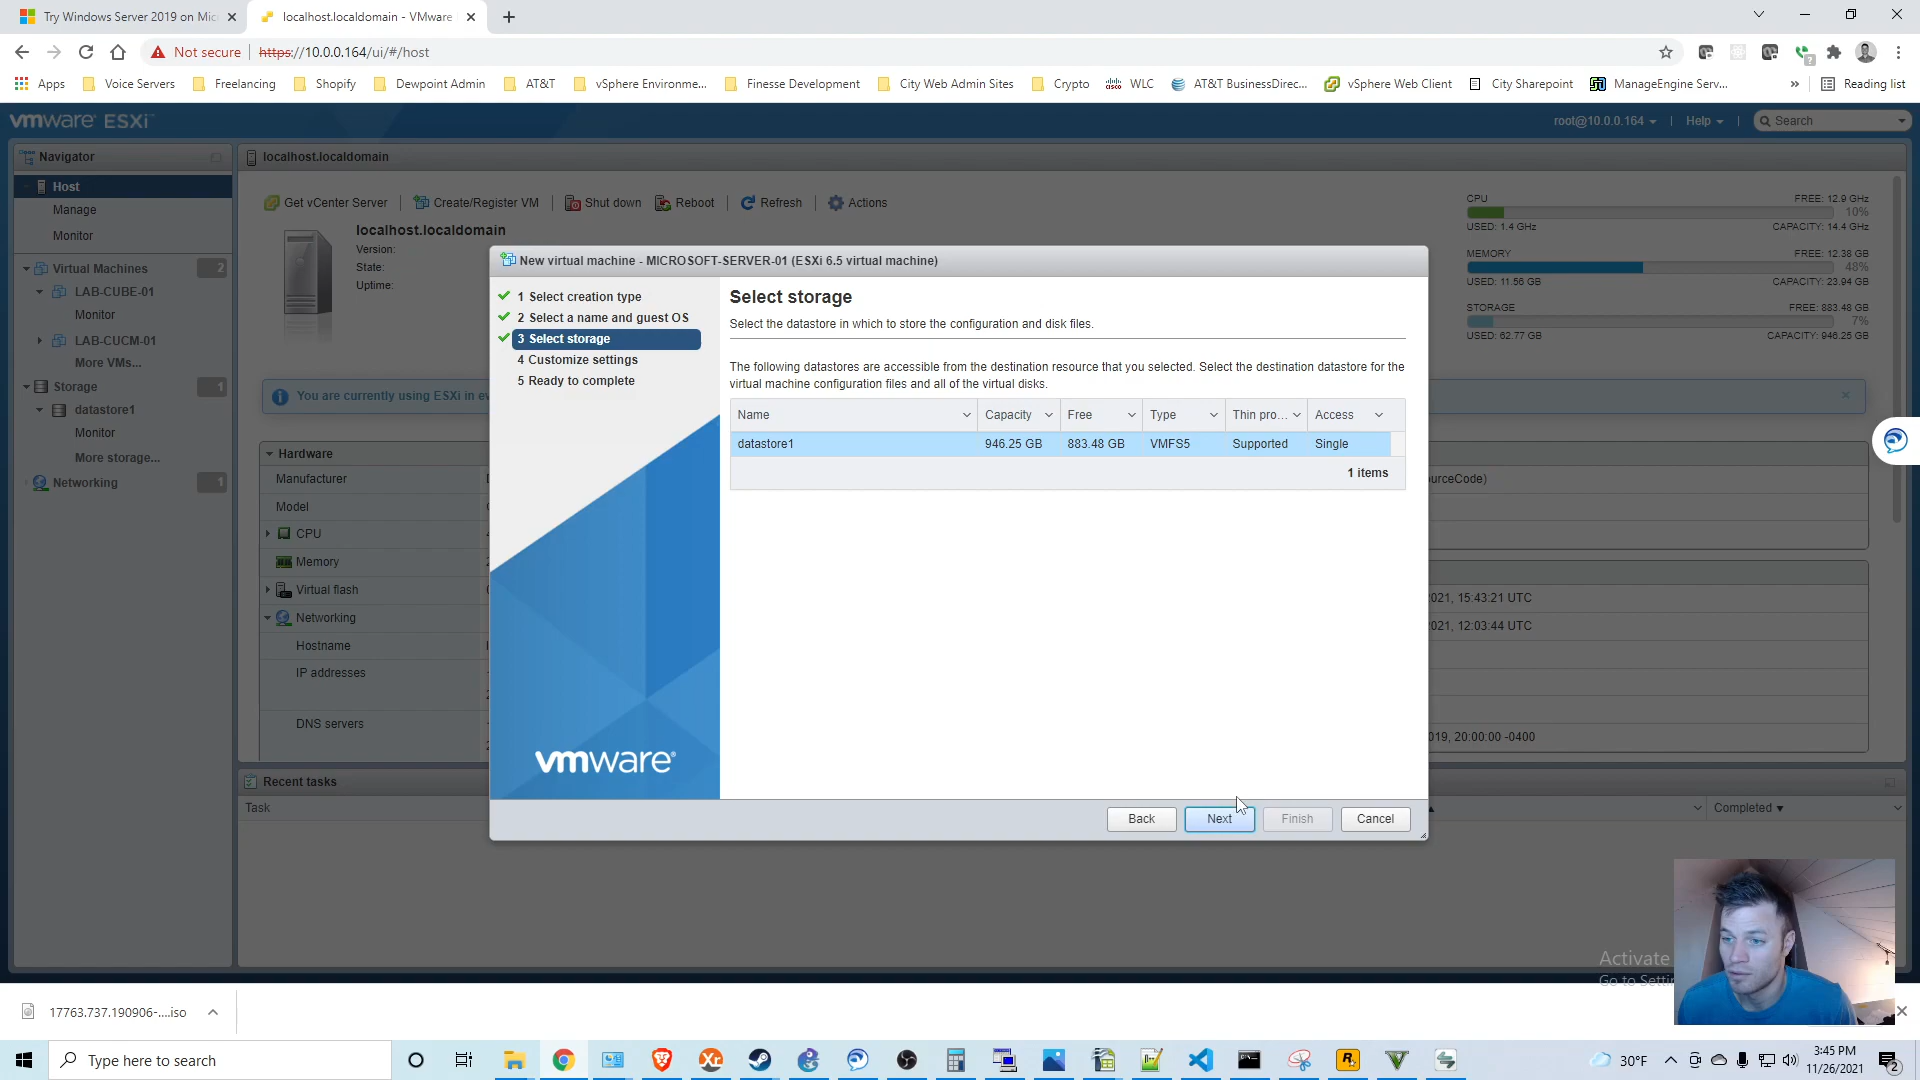 Try Windows Server 2019 on Mic
localhost.localdomain - VMware
Not secure
https://10.0.0.164/ui/#/host
Apps
Voice Servers
Freelancing
Shopify
Dewpoint Admin
AT&T
vSphere Environme...
Finesse Development
City Web Admin Sites
Crypto
WLC
AT&T BusinessDirec...
vSphere Web Client
City Sharepoint
ManageEngine Serv...
»
Reading list
vmware ESXi
root@10.0.0.164
Help
Search
Navigator
localhost.localdomain
Host
Manage
Monitor
Virtual Machines 2
LAB-CUBE-01
Monitor
LAB-CUCM-01
More VMs...
Storage 1
datastore1
Monitor
More storage...
Networking 1
Get vCenter Server
Create/Register VM
Shut down
Reboot
Refresh
Actions
localhost.localdomain
Version:
State:
Uptime:
CPU FREE: 12.9 GHz
10%
USED: 1.4 GHz CAPACITY: 14.4 GHz
MEMORY FREE: 12.38 GB
48%
USED: 11.56 GB CAPACITY: 23.94 GB
STORAGE FREE: 883.48 GB
7%
USED: 62.77 GB CAPACITY: 946.25 GB
You are currently using ESXi in ev
Hardware
Manufacturer
Model
CPU
Memory
Virtual flash
Networking
Hostname
IP addresses
DNS servers
urceCode)
021, 15:43:21 UTC
021, 12:03:44 UTC
019, 20:00:00 -0400
New virtual machine - MICROSOFT-SERVER-01 (ESXi 6.5 virtual machine)
1 Select creation type
2 Select a name and guest OS
3 Select storage
4 Customize settings
5 Ready to complete
vmware
Select storage
Select the datastore in which to store the configuration and disk files.
The following datastores are accessible from the destination resource that you selected. Select the destination datastore for the
virtual machine configuration files and all of the virtual disks.
Name Capacity Free Type Thin pro... Access
datastore1 946.25 GB 883.48 GB VMFS5 Supported Single
1 items
Back
Next
Finish
Cancel
Recent tasks
Task
Completed
Activate
Go to Setti
17763.737.190906-....iso
Type here to search
30°F
3:45 PM
11/26/2021
2